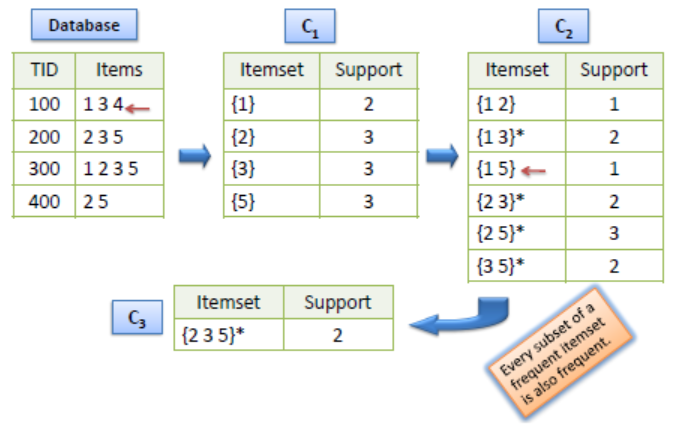 Database
TID Items
100 1 3 4
200 2 3 5
300 1 2 3 5
400 2 5
C1
Itemset Support
{1} 2
{2} 3
{3} 3
{5} 3
C2
Itemset Support
{1 2} 1
{1 3}* 2
{1 5} 1
{2 3}* 2
{2 5}* 3
{3 5}* 2
C3
Itemset Support
{2 3 5}* 2
Every subset of a
frequent itemset
is also frequent.